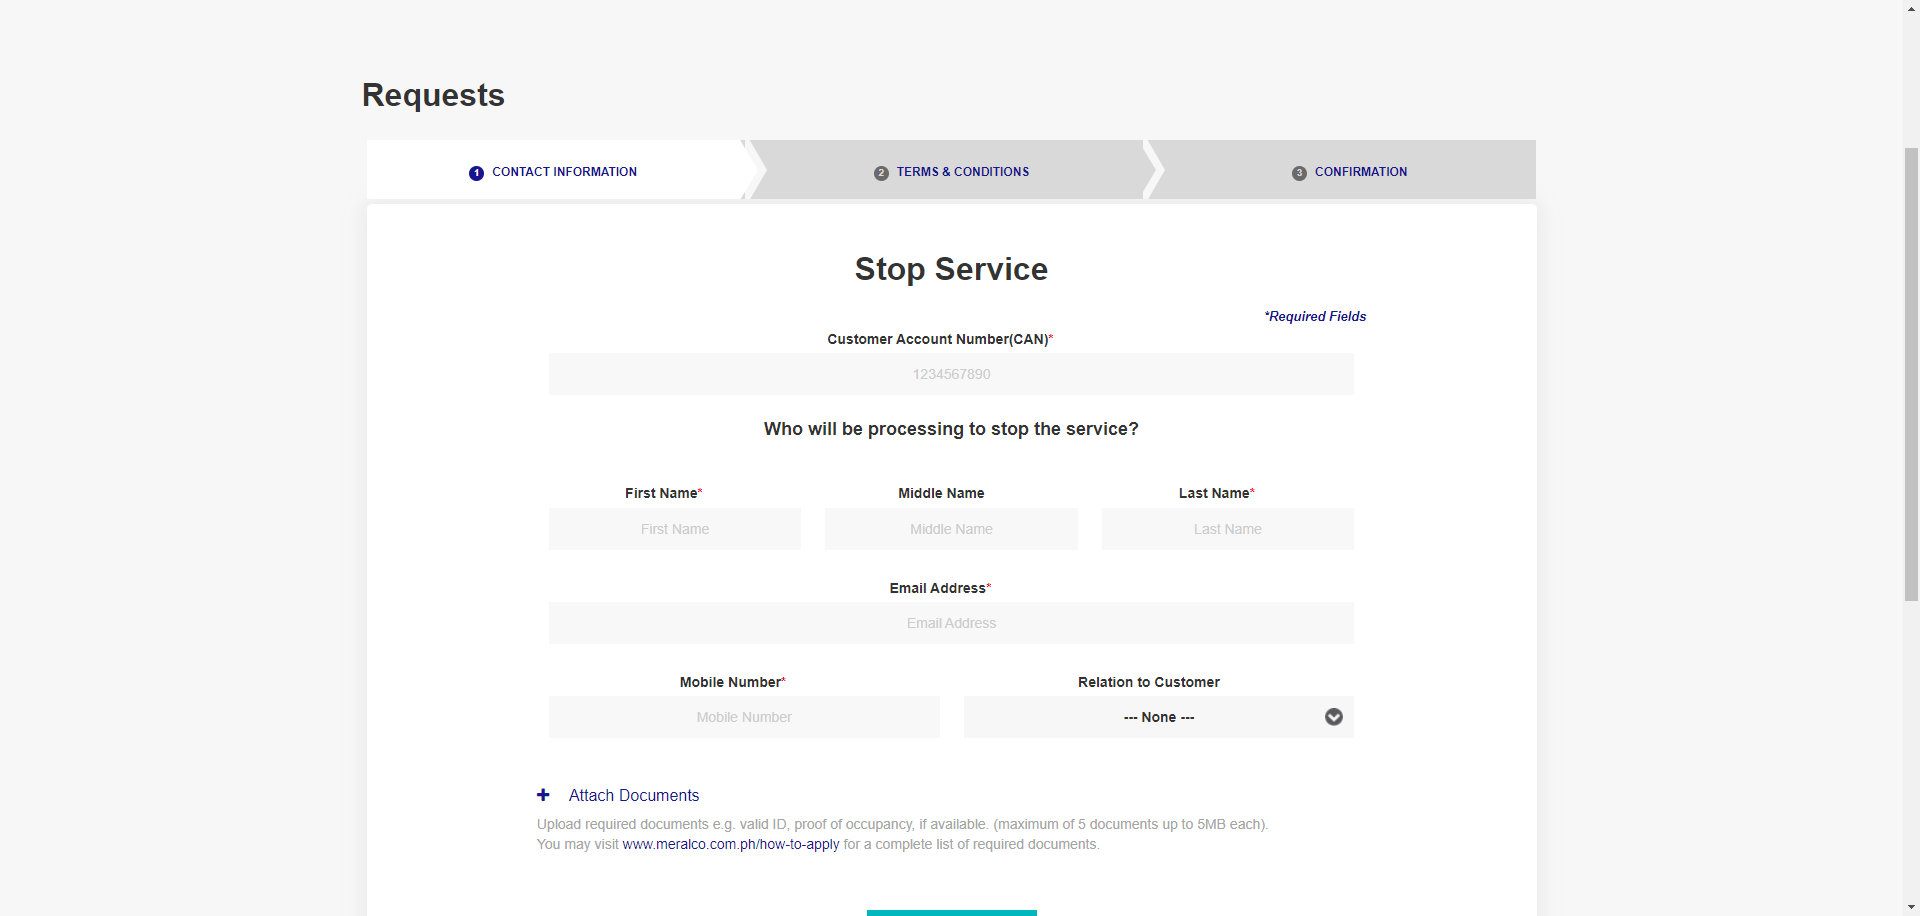 Requests
1 CONTACT INFORMATION
2 TERMS & CONDITIONS
3 CONFIRMATION
Stop Service
*Required Fields
Customer Account Number(CAN)*
1234567890
Who will be processing to stop the service?
First Name* Middle Name Last Name*
First Name Middle Name Last Name
Email Address*
Email Address
Mobile Number* Relation to Customer
Mobile Number --- None ---
+ Attach Documents
Upload required documents e.g. valid ID, proof of occupancy, if available. (maximum of 5 documents up to 5MB each).
You may visit www.meralco.com.ph/how-to-apply for a complete list of required documents.